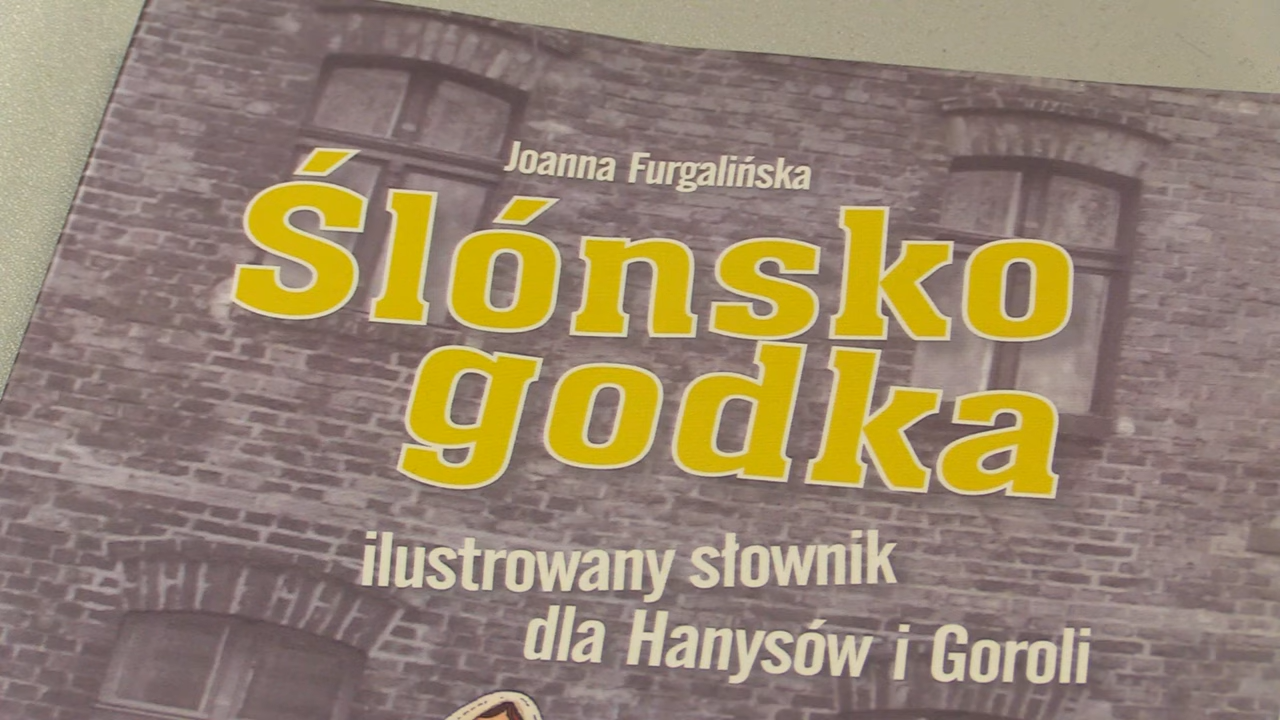 Joanna Furgalińska
Ślónsko
godka
ilustrowany słownik
dla Hanysów i Goroli